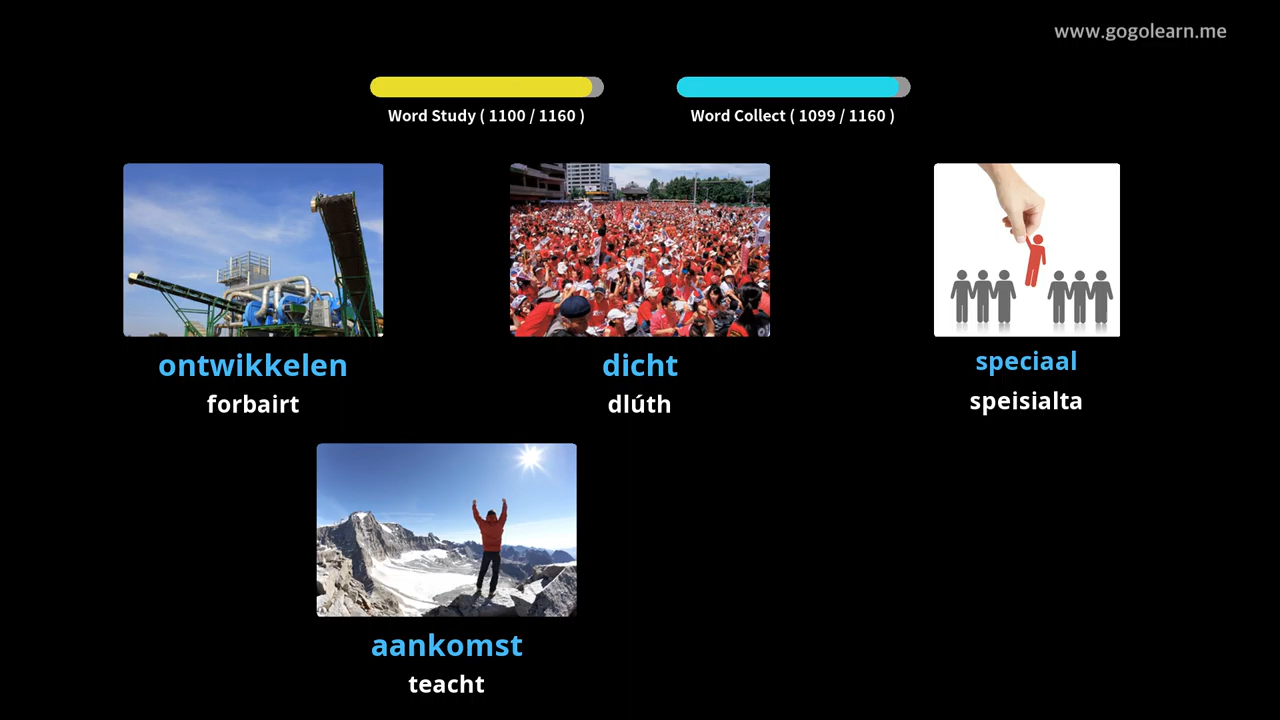 www.gogolearn.me
Word Study ( 1100 / 1160 )
Word Collect ( 1099 / 1160 )
ontwikkelen
forbairt
dicht
dlúth
speciaal
speisialta
aankomst
teacht